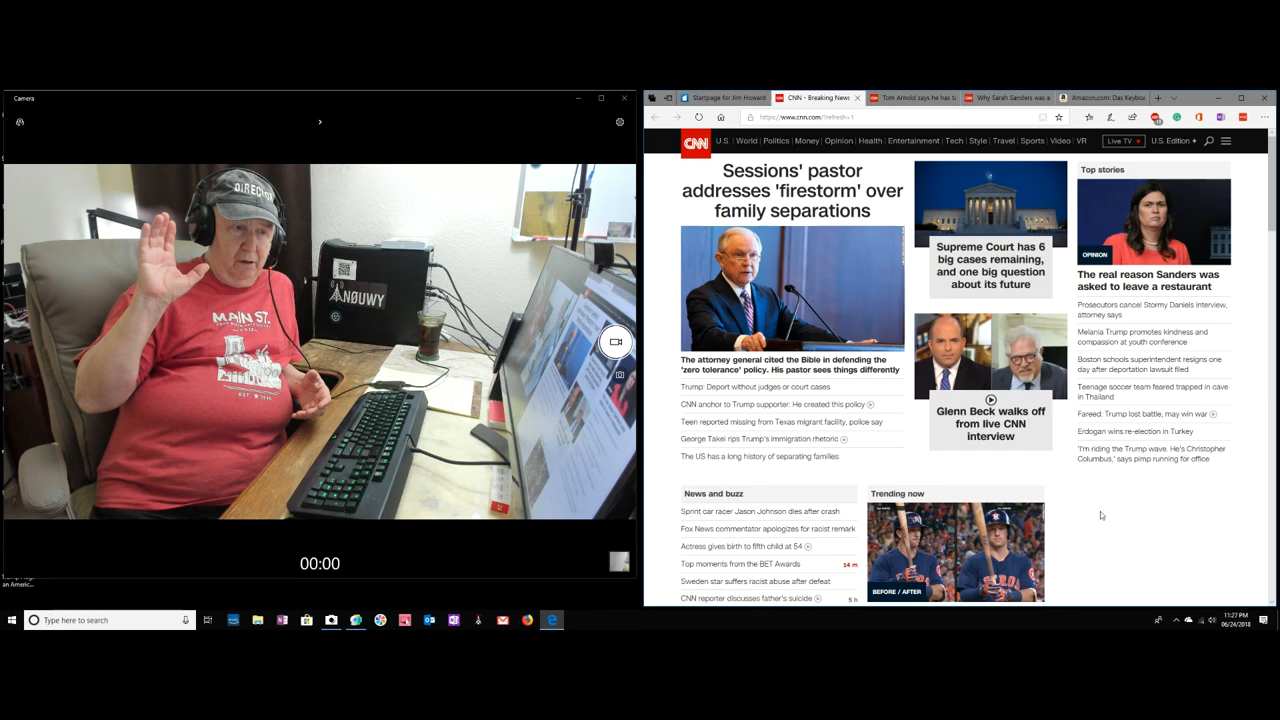 Camera
00:00
DIRECTOR
MAIN ST.
EST.
ANØUWY
an Americ...
Startpage for Jim Howard
CNN - Breaking News
Tom Arnold says he has t
Why Sarah Sanders was a
Amazon.com: Das Keybo
https://www.cnn.com/?refresh=1
CNN
U.S. World Politics Money Opinion Health Entertainment Tech Style Travel Sports Video VR
Live TV
U.S. Edition +
Sessions' pastor
addresses 'firestorm' over
family separations
The attorney general cited the Bible in defending the
'zero tolerance' policy. His pastor sees things differently
Trump: Deport without judges or court cases
CNN anchor to Trump supporter: He created this policy
Teen reported missing from Texas migrant facility, police say
George Takei rips Trump's immigration rhetoric
The US has a long history of separating families
Supreme Court has 6
big cases remaining,
and one big question
about its future
Glenn Beck walks off
from live CNN
interview
Top stories
OPINION
The real reason Sanders was
asked to leave a restaurant
Prosecutors cancel Stormy Daniels interview,
attorney says
Melania Trump promotes kindness and
compassion at youth conference
Boston schools superintendent resigns one
day after deportation lawsuit filed
Teenage soccer team feared trapped in cave
in Thailand
Fareed: Trump lost battle, may win war
Erdogan wins re-election in Turkey
'I'm riding the Trump wave. He's Christopher
Columbus,' says pimp running for office
News and buzz
Sprint car racer Jason Johnson dies after crash
Fox News commentator apologizes for racist remark
Actress gives birth to fifth child at 54
Top moments from the BET Awards 14 m
Sweden star suffers racist abuse after defeat
CNN reporter discusses father's suicide 5 h
Trending now
BEFORE / AFTER
Type here to search
11:27 PM
06/24/2018